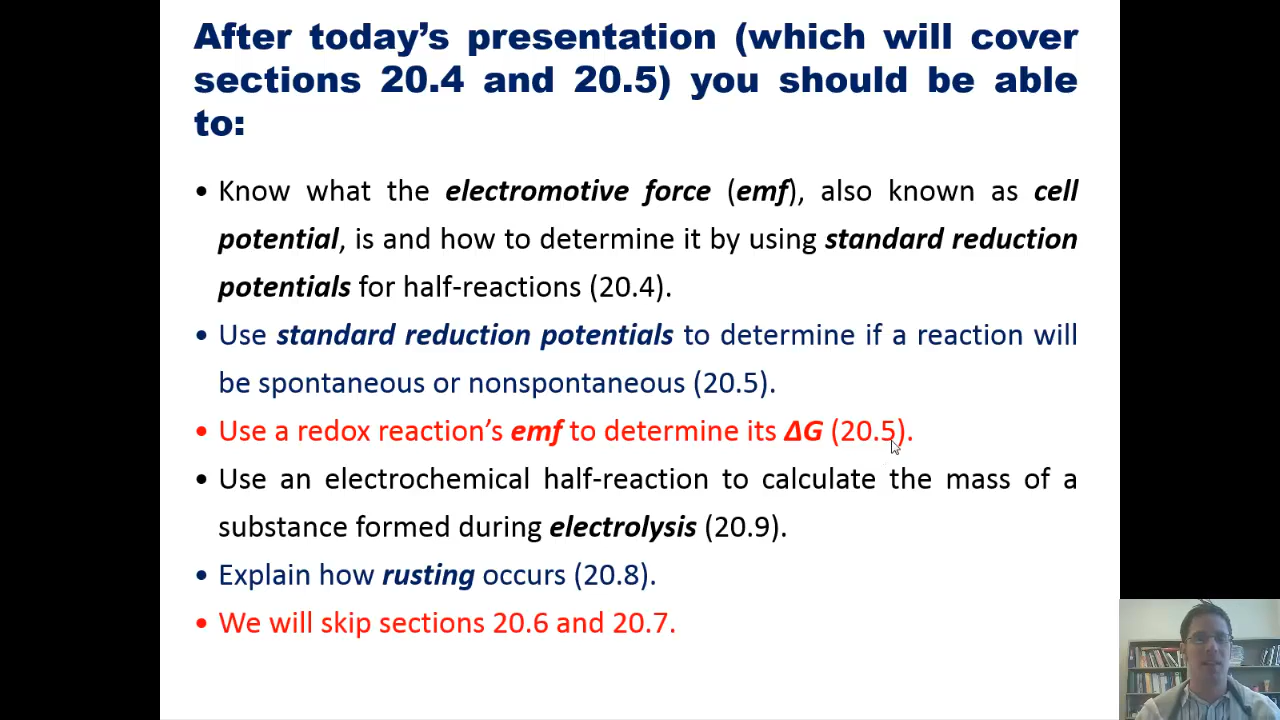 After today’s presentation (which will cover
sections 20.4 and 20.5) you should be able
to:
• Know what the electromotive force (emf), also known as cell
potential, is and how to determine it by using standard reduction
potentials for half-reactions (20.4).
• Use standard reduction potentials to determine if a reaction will
be spontaneous or nonspontaneous (20.5).
• Use a redox reaction’s emf to determine its ΔG (20.5).
• Use an electrochemical half-reaction to calculate the mass of a
substance formed during electrolysis (20.9).
• Explain how rusting occurs (20.8).
• We will skip sections 20.6 and 20.7.